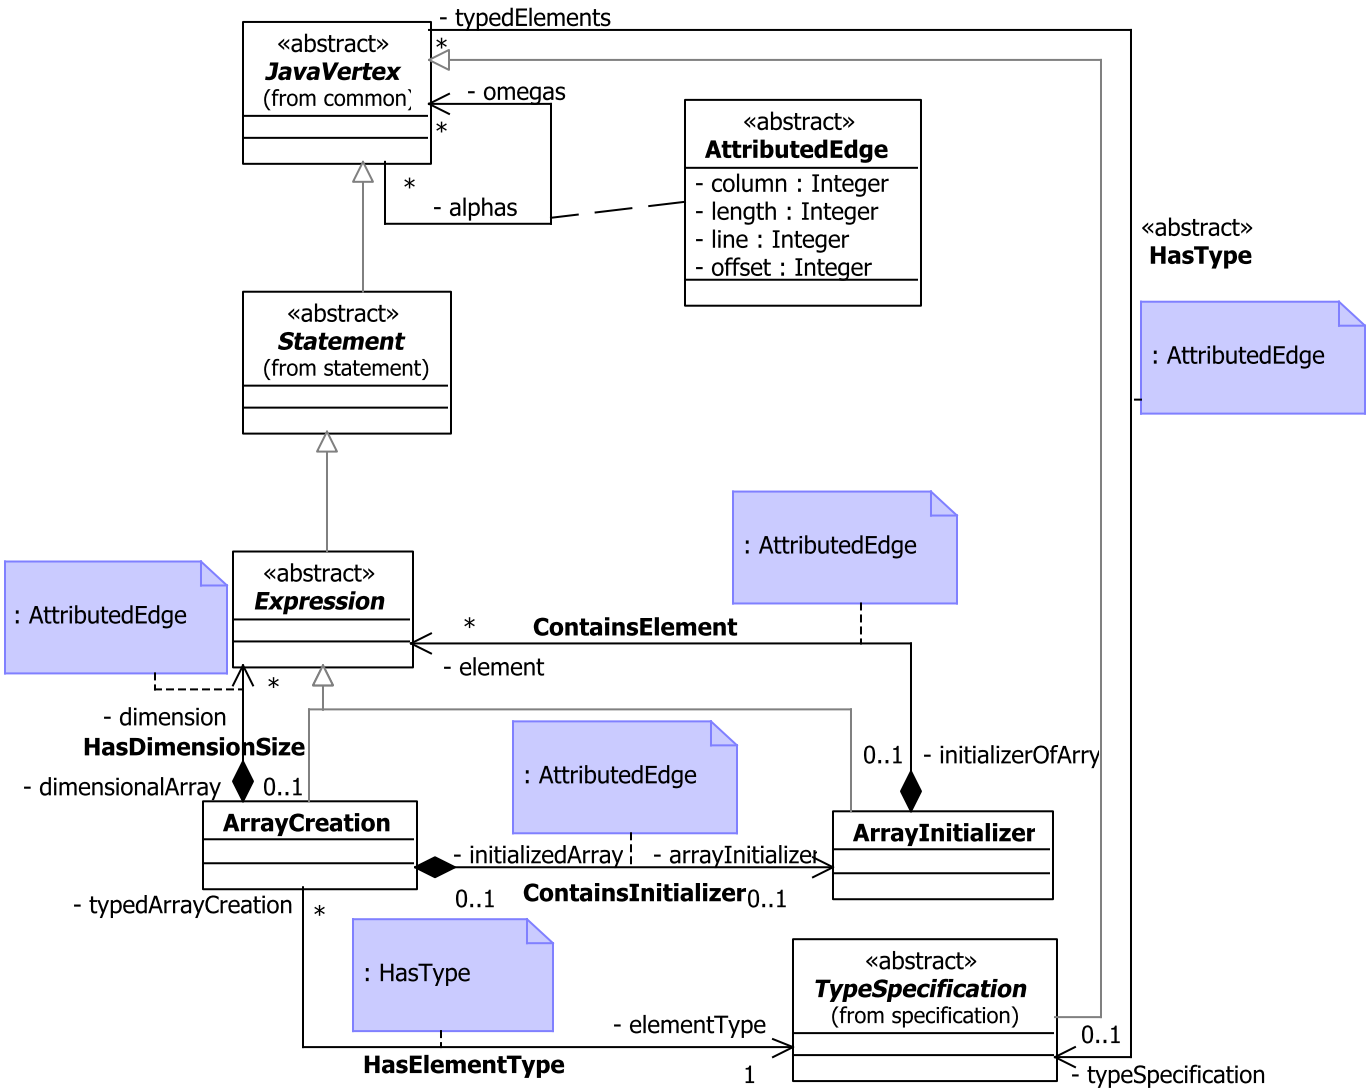 - typedElements
*
«abstract»
JavaVertex
(from common)
- omegas
*
*
- alphas
«abstract»
AttributedEdge
- column : Integer
- length : Integer
- line : Integer
- offset : Integer
«abstract»
HasType
: AttributedEdge
«abstract»
Statement
(from statement)
: AttributedEdge
«abstract»
Expression
: AttributedEdge
*
ContainsElement
- element
*
- dimension
HasDimensionSize
- dimensionalArray
0..1
: AttributedEdge
0..1
- initializerOfArry
ArrayCreation
ArrayInitializer
- initializedArray
- arrayInitializer
0..1
ContainsInitializer
0..1
- typedArrayCreation
*
: HasType
«abstract»
TypeSpecification
(from specification)
- elementType
HasElementType
1
0..1
- typeSpecification